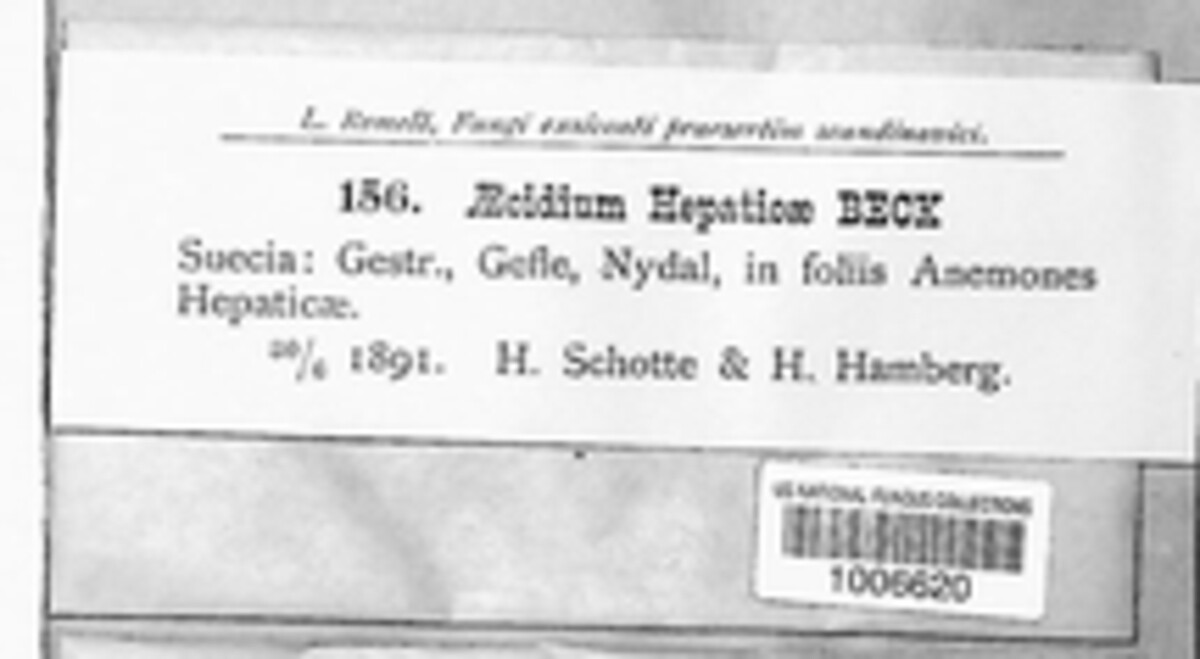 L. Romell, Fungi exsiccati praesertim scandinavici.
156. Æcidium Hepaticæ BECK
Suecia: Gestr., Gefle, Nydal, in foliis Anemones
Hepaticæ.
20/6 1891. H. Schotte & H. Hamberg.
US NATIONAL FUNGUS COLLECTIONS
1006620